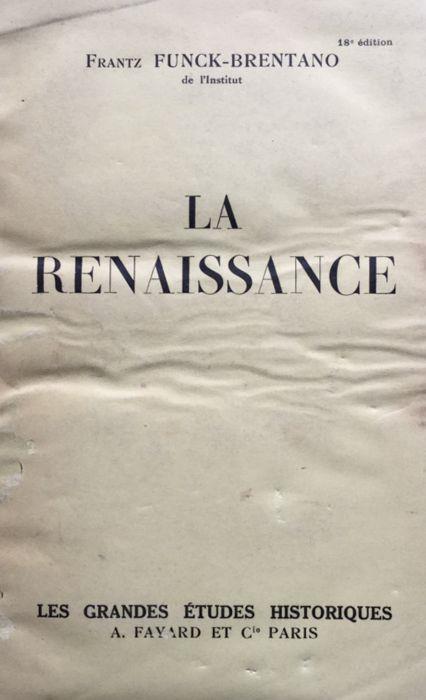 18e édition
FRANTZ FUNCK-BRENTANO
de l'Institut
LA
RENAISSANCE
LES GRANDES ÉTUDES HISTORIQUES
A. FAYARD ET Cie PARIS